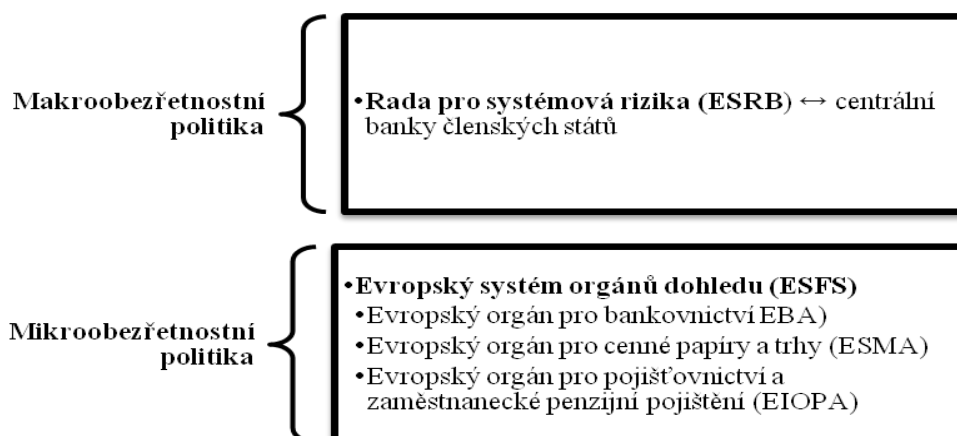 Makroobezřetnostní
politika
•Rada pro systémová rizika (ESRB) ↔ centrální
banky členských států
Mikroobezřetnostní
politika
•Evropský systém orgánů dohledu (ESFS)
•Evropský orgán pro bankovnictví EBA)
•Evropský orgán pro cenné papíry a trhy (ESMA)
•Evropský orgán pro pojišťovnictví a
zaměstnanecké penzijní pojištění (EIOPA)